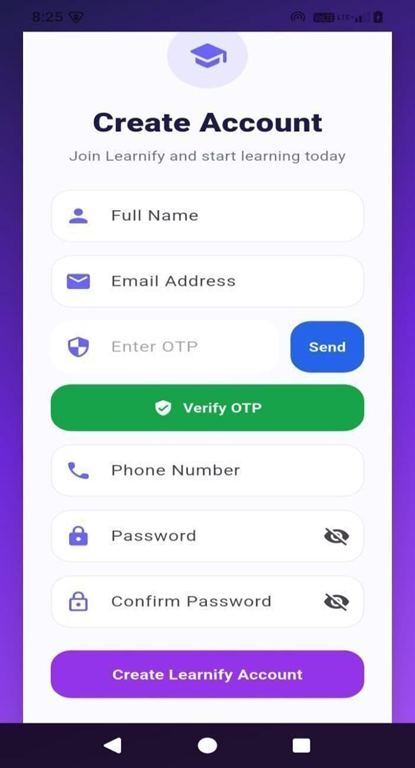 8:25
Create Account
Join Learnify and start learning today
Full Name
Email Address
Enter OTP
Send
Verify OTP
Phone Number
Password
Confirm Password
Create Learnify Account